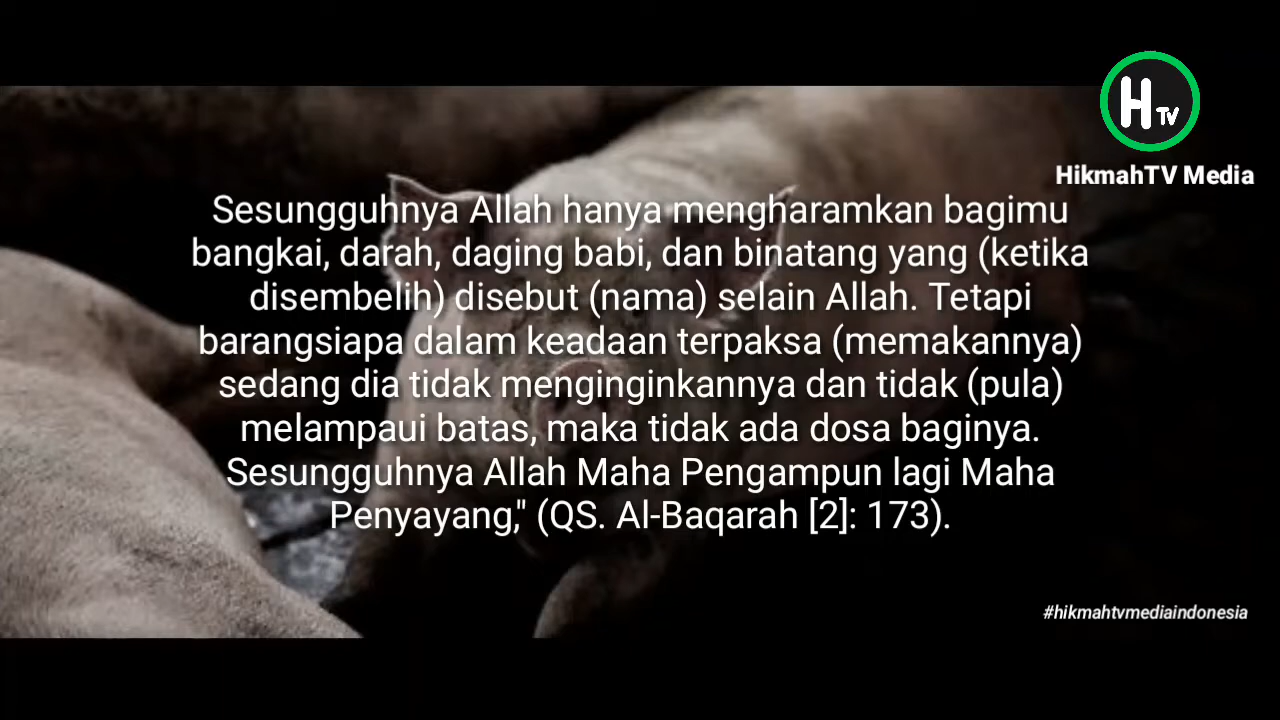 H TV
HikmahTV Media
Sesungguhnya Allah hanya mengharamkan bagimu
bangkai, darah, daging babi, dan binatang yang (ketika
disembelih) disebut (nama) selain Allah. Tetapi
barangsiapa dalam keadaan terpaksa (memakannya)
sedang dia tidak menginginkannya dan tidak (pula)
melampaui batas, maka tidak ada dosa baginya.
Sesungguhnya Allah Maha Pengampun lagi Maha
Penyayang," (QS. Al-Baqarah [2]: 173).
#hikmahtvmediaindonesia